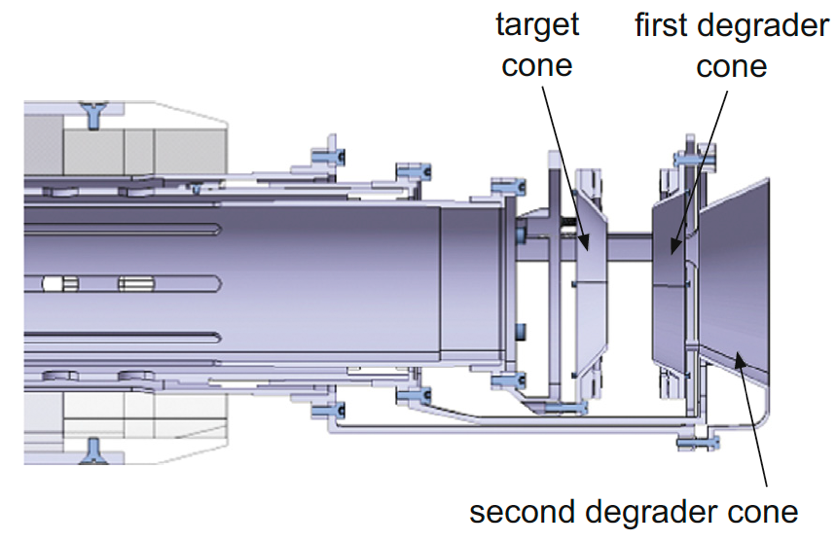 target
cone
first degrader
cone
second degrader cone